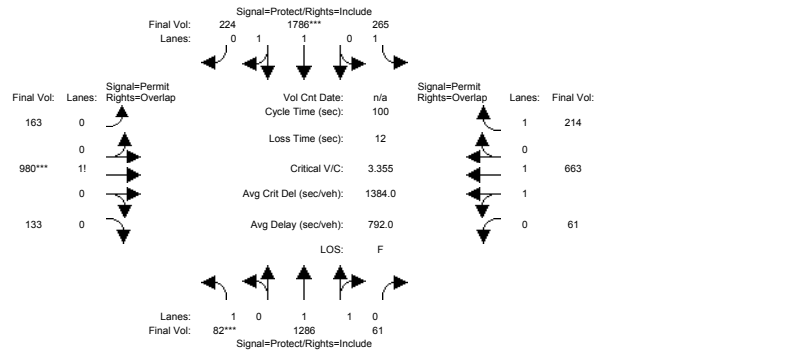 Signal=Protect/Rights=Include
Final Vol: 224 1786*** 265
Lanes: 0 1 1 0 1
Signal=Permit Signal=Permit
Final Vol: Lanes: Rights=Overlap Vol Cnt Date: n/a Rights=Overlap Lanes: Final Vol:
Cycle Time (sec): 100
163 0 1 214
Loss Time (sec): 12
0 0
980*** 1! Critical V/C: 3.355 1 663
0 Avg Crit Del (sec/veh): 1384.0 1
133 0 Avg Delay (sec/veh): 792.0 0 61
LOS: F
Lanes: 1 0 1 1 0
Final Vol: 82*** 1286 61
Signal=Protect/Rights=Include